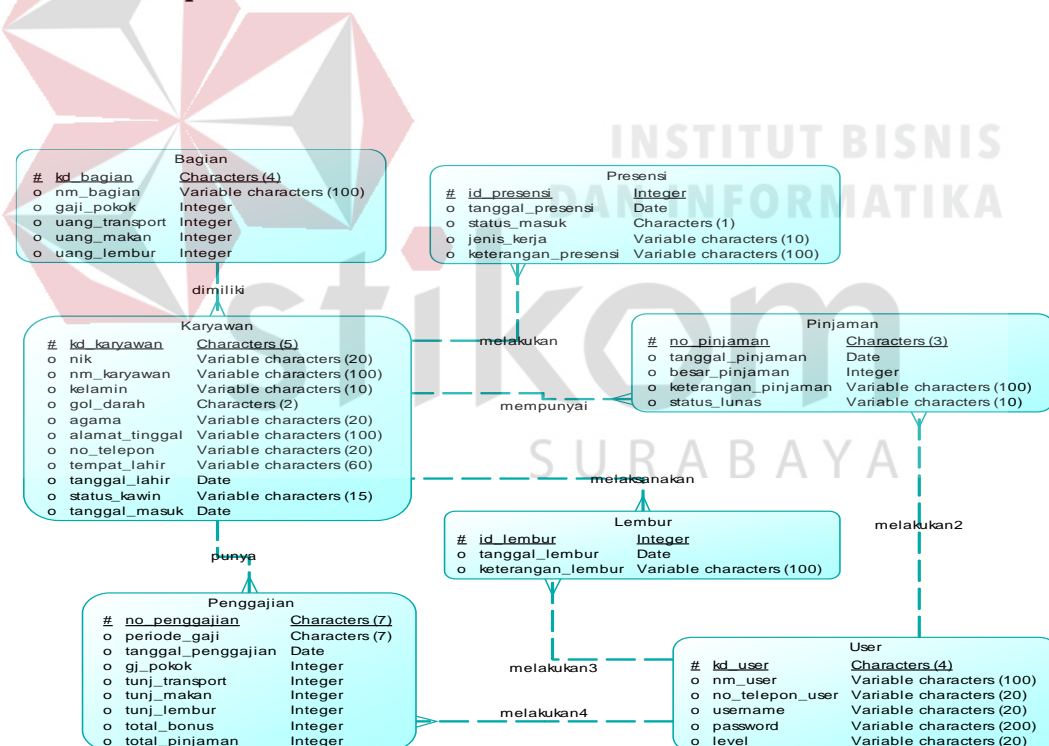 INSTITUT BISNIS
DAN INFORMATIKA
stikom
SURABAYA
Bagian
# kd_bagian Characters (4)
o nm_bagian Variable characters (100)
o gaji_pokok Integer
o uang_transport Integer
o uang_makan Integer
o uang_lembur Integer
Presensi
# id_presensi Integer
o tanggal_presensi Date
o status_masuk Characters (1)
o jenis_kerja Variable characters (10)
o keterangan_presensi Variable characters (100)
dimiliki
Karyawan
# kd_karyawan Characters (5)
o nik Variable characters (20)
o nm_karyawan Variable characters (100)
o kelamin Variable characters (10)
o gol_darah Characters (2)
o agama Variable characters (20)
o alamat_tinggal Variable characters (100)
o no_telepon Variable characters (20)
o tempat_lahir Variable characters (60)
o tanggal_lahir Date
o status_kawin Variable characters (15)
o tanggal_masuk Date
melakukan
Pinjaman
# no_pinjaman Characters (3)
o tanggal_pinjaman Date
o besar_pinjaman Integer
o keterangan_pinjaman Variable characters (100)
o status_lunas Variable characters (10)
mempunyai
melaksanakan
Lembur
# id_lembur Integer
o tanggal_lembur Date
o keterangan_lembur Variable characters (100)
melakukan2
punya
Penggajian
# no_penggajian Characters (7)
o periode_gaji Characters (7)
o tanggal_penggajian Date
o gj_pokok Integer
o tunj_transport Integer
o tunj_makan Integer
o tunj_lembur Integer
o total_bonus Integer
o total_pinjaman Integer
melakukan3
melakukan4
User
# kd_user Characters (4)
o nm_user Variable characters (100)
o no_telepon_user Variable characters (20)
o username Variable characters (20)
o password Variable characters (200)
o level Variable characters (20)